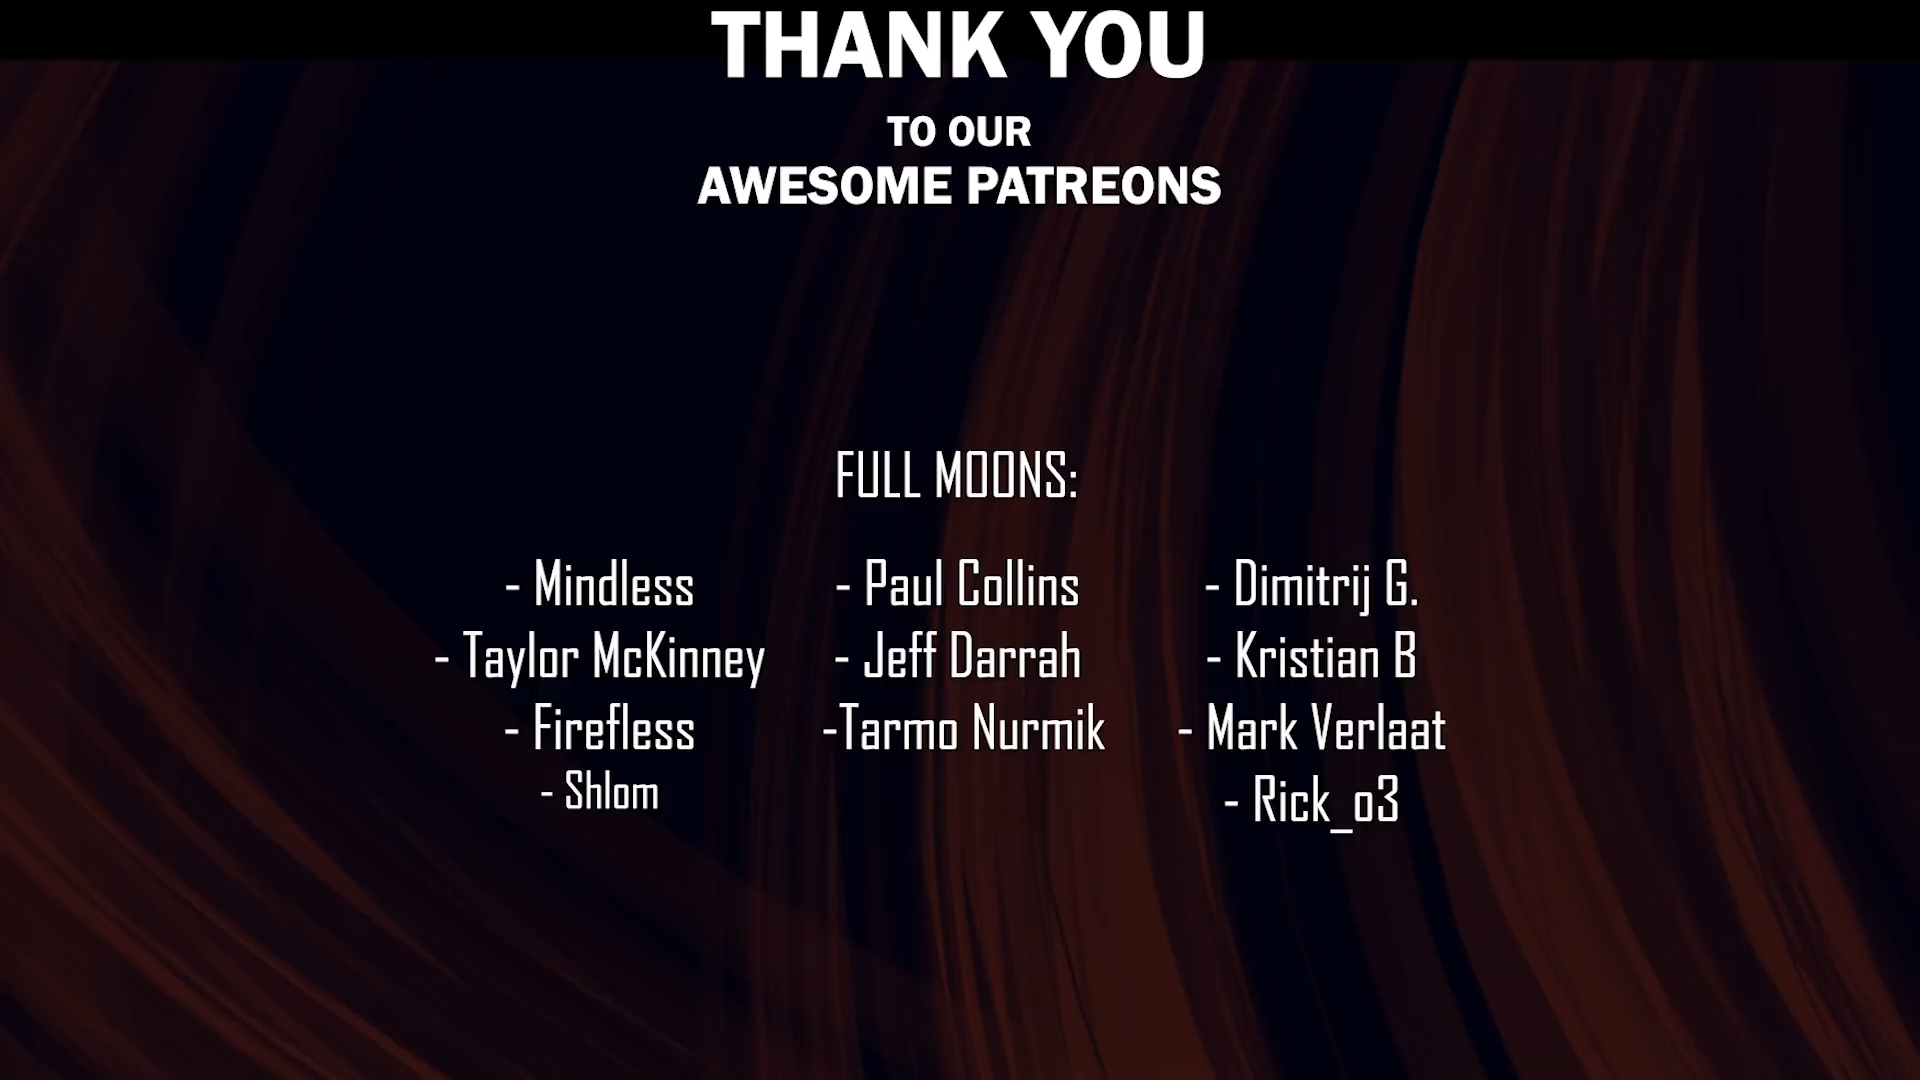 THANK YOU
TO OUR
AWESOME PATREONS
FULL MOONS:
- Mindless
- Taylor McKinney
- Firefless
- Shlom
- Paul Collins
- Jeff Darrah
-Tarmo Nurmik
- Dimitrij G.
- Kristian B
- Mark Verlaat
- Rick_o3